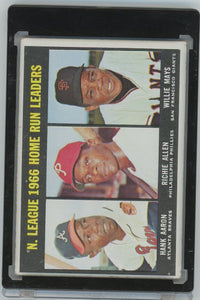 N. LEAGUE 1966 HOME RUN LEADERS
HANK AARON
ATLANTA BRAVES
RICHIE ALLEN
PHILADELPHIA PHILLIES
WILLIE MAYS
SAN FRANCISCO GIANTS